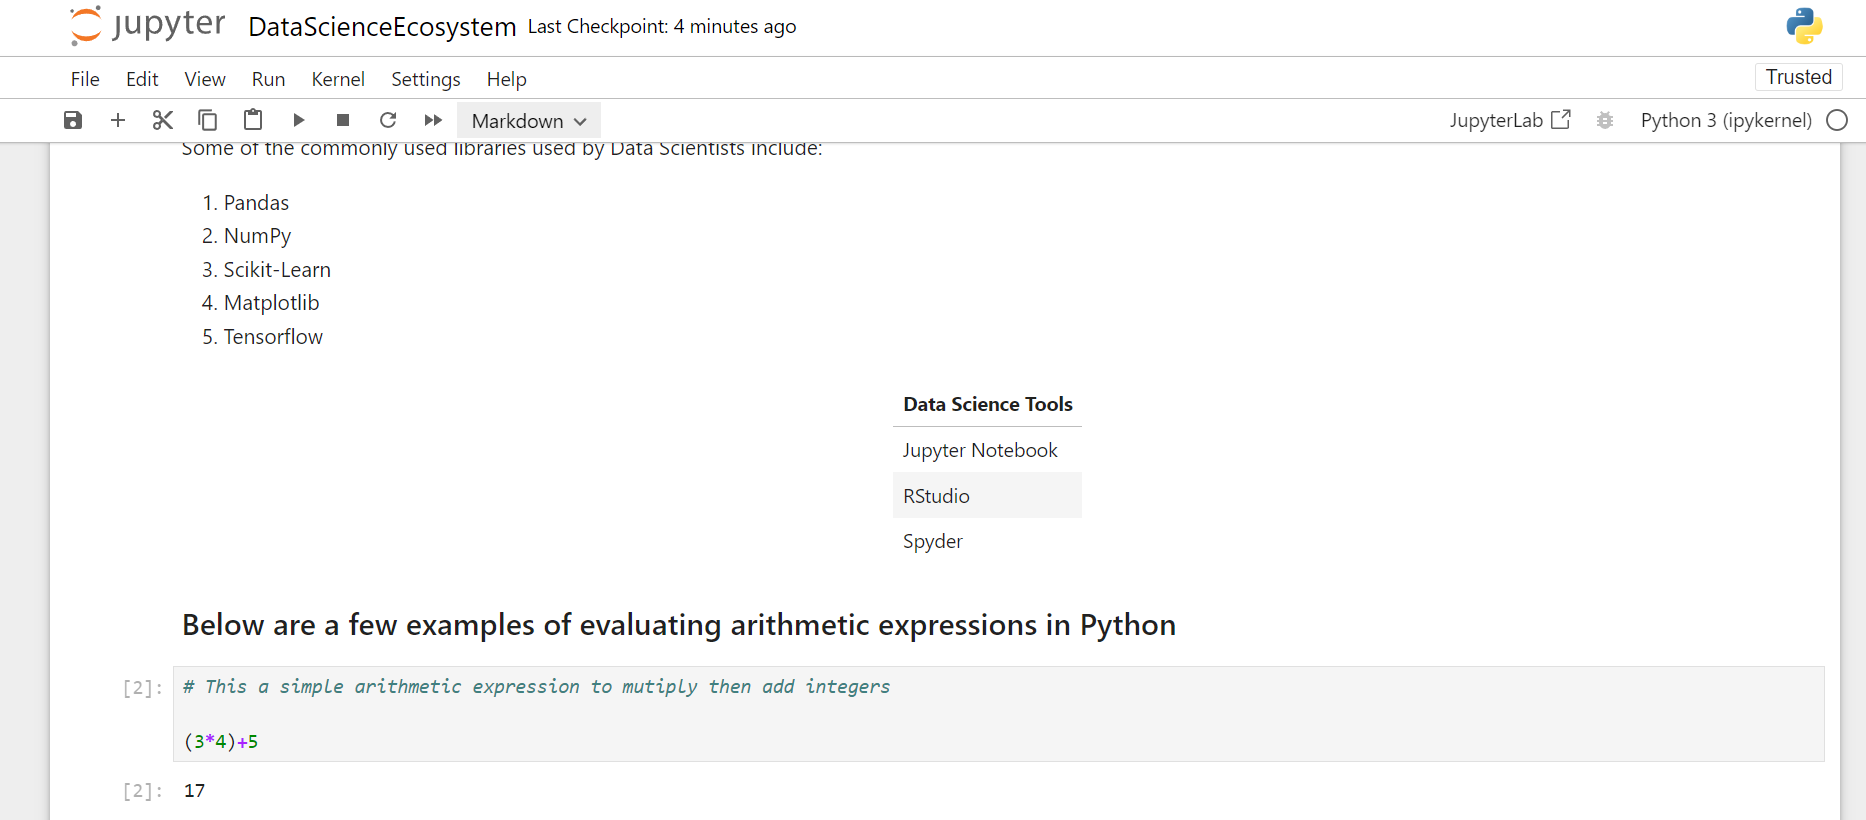 jupyter DataScienceEcosystem Last Checkpoint: 4 minutes ago
File Edit View Run Kernel Settings Help Trusted
Markdown JupyterLab Python 3 (ipykernel)
Some of the commonly used libraries used by Data Scientists include:
1. Pandas
2. NumPy
3. Scikit-Learn
4. Matplotlib
5. Tensorflow
Data Science Tools
Jupyter Notebook
RStudio
Spyder
Below are a few examples of evaluating arithmetic expressions in Python
[2]: # This a simple arithmetic expression to mutiply then add integers
(3*4)+5
[2]: 17